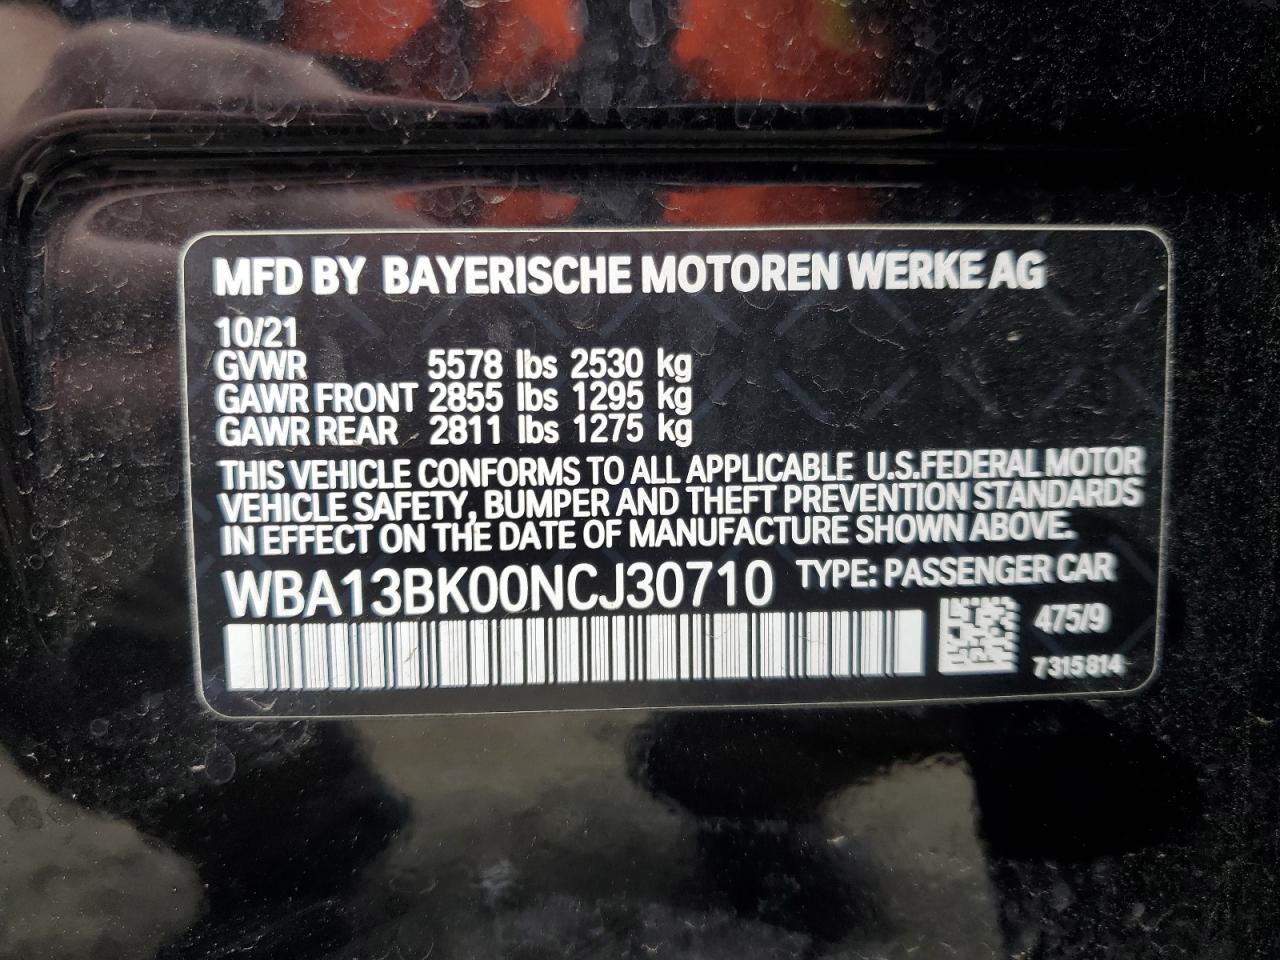 MFD BY BAYERISCHE MOTOREN WERKE AG
10/21
GVWR 5578 lbs 2530 kg
GAWR FRONT 2855 lbs 1295 kg
GAWR REAR 2811 lbs 1275 kg
THIS VEHICLE CONFORMS TO ALL APPLICABLE U.S.FEDERAL MOTOR
VEHICLE SAFETY, BUMPER AND THEFT PREVENTION STANDARDS
IN EFFECT ON THE DATE OF MANUFACTURE SHOWN ABOVE.
WBA13BK00NCJ30710 TYPE: PASSENGER CAR
475/9
7315814